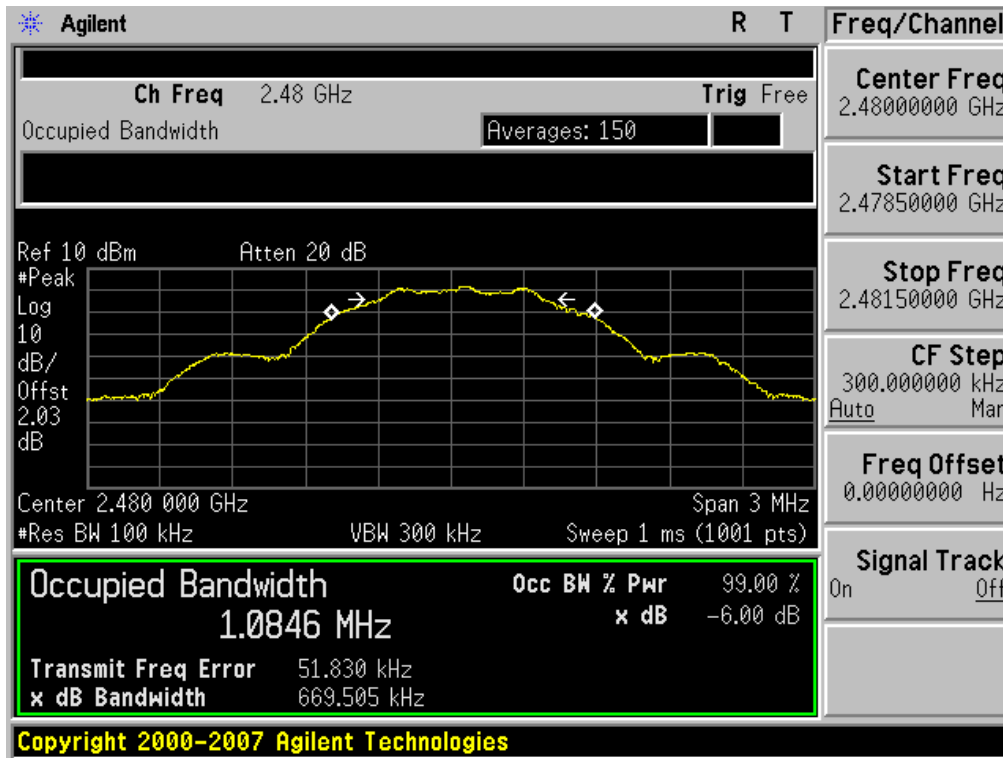 Agilent R T
Ch Freq 2.48 GHz Trig Free
Occupied Bandwidth Averages: 150
Ref 10 dBm Atten 20 dB
#Peak
Log
10
dB/
Offst
2.03
dB
Center 2.480 000 GHz Span 3 MHz
#Res BW 100 kHz VBW 300 kHz Sweep 1 ms (1001 pts)
Occupied Bandwidth Occ BW % Pwr 99.00 %
1.0846 MHz x dB -6.00 dB
Transmit Freq Error 51.830 kHz
x dB Bandwidth 669.505 kHz
Copyright 2000-2007 Agilent Technologies
Freq/Channel
Center Freq
2.48000000 GHz
Start Freq
2.47850000 GHz
Stop Freq
2.48150000 GHz
CF Step
300.000000 kHz
Auto Man
Freq Offset
0.00000000 Hz
Signal Track
On Off